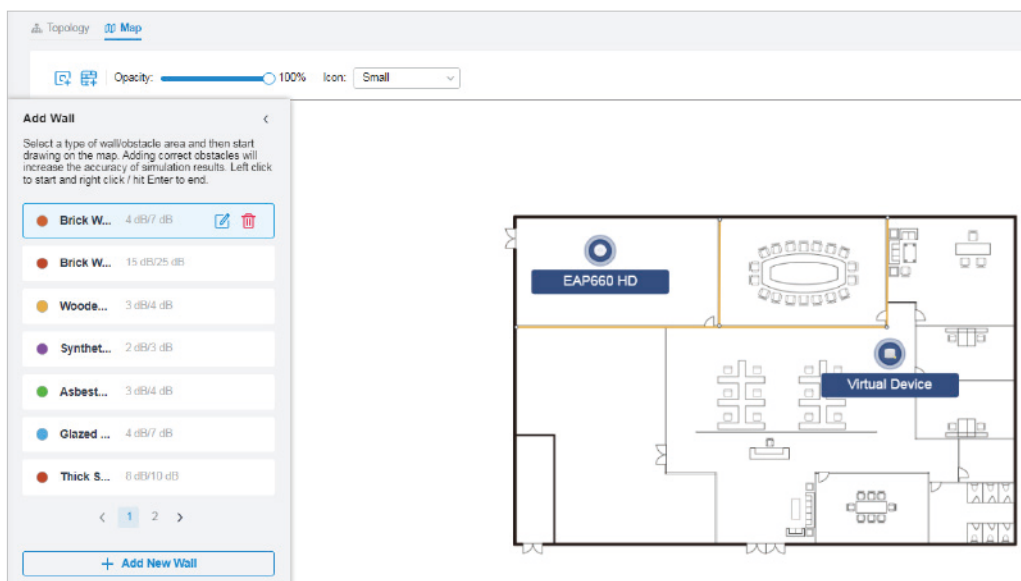 Topology Map
Opacity: 100% Icon: Small
Add Wall
Select a type of wall/obstacle area and then start
drawing on the map. Adding correct obstacles will
increase the accuracy of simulation results. Left click
to start and right click / hit Enter to end.
Brick W... 4 dB/7 dB
Brick W... 15 dB/25 dB
Woode... 3 dB/4 dB
Synthet... 2 dB/3 dB
Asbest... 3 dB/4 dB
Glazed ... 4 dB/7 dB
Thick S... 8 dB/10 dB
< 1 2 >
+ Add New Wall
EAP660 HD
Virtual Device